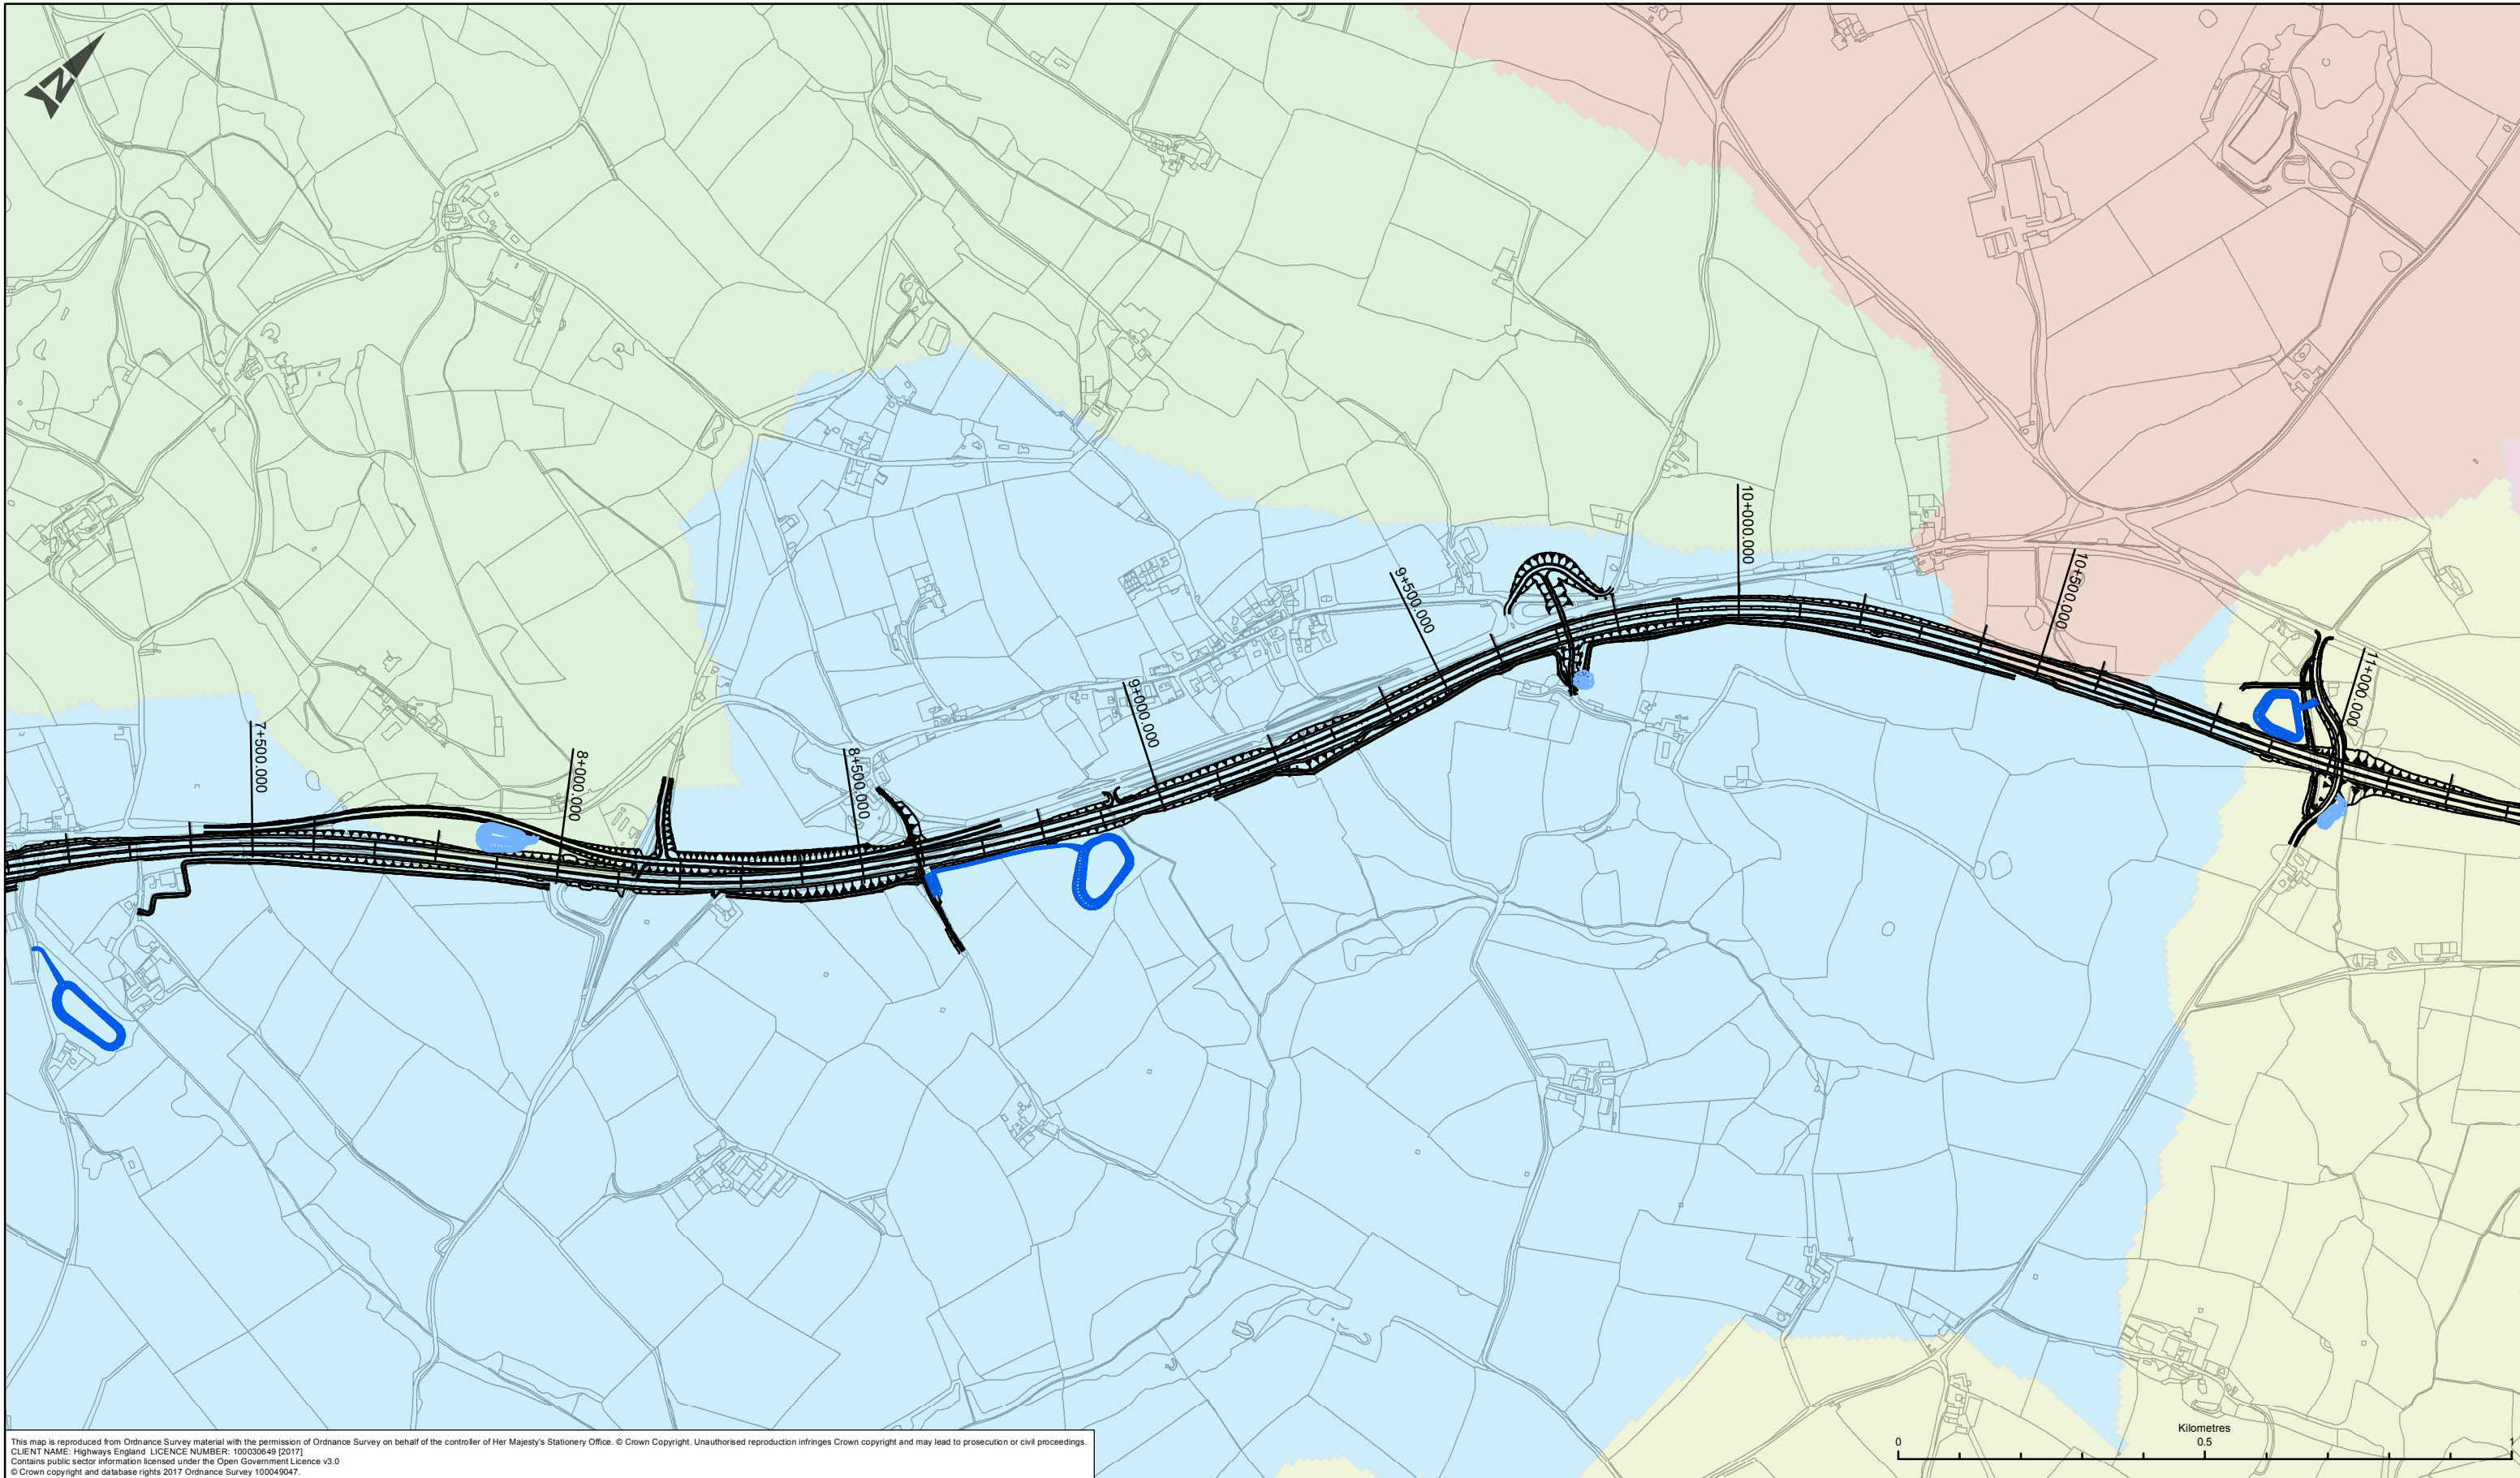 N
10+000.000
10+500.000
9+500.000
11+000.000
9+000.000
7+500.000
8+000.000
8+500.000
Kilometres
0 0.5 1
This map is reproduced from Ordnance Survey material with the permission of Ordnance Survey on behalf of the controller of Her Majesty's Stationery Office. © Crown Copyright. Unauthorised reproduction infringes Crown copyright and may lead to prosecution or civil proceedings.
CLIENT NAME: Highways England LICENCE NUMBER: 100030649 [2017]
Contains public sector information licensed under the Open Government Licence v3.0
© Crown copyright and database rights 2017 Ordnance Survey 100049047.